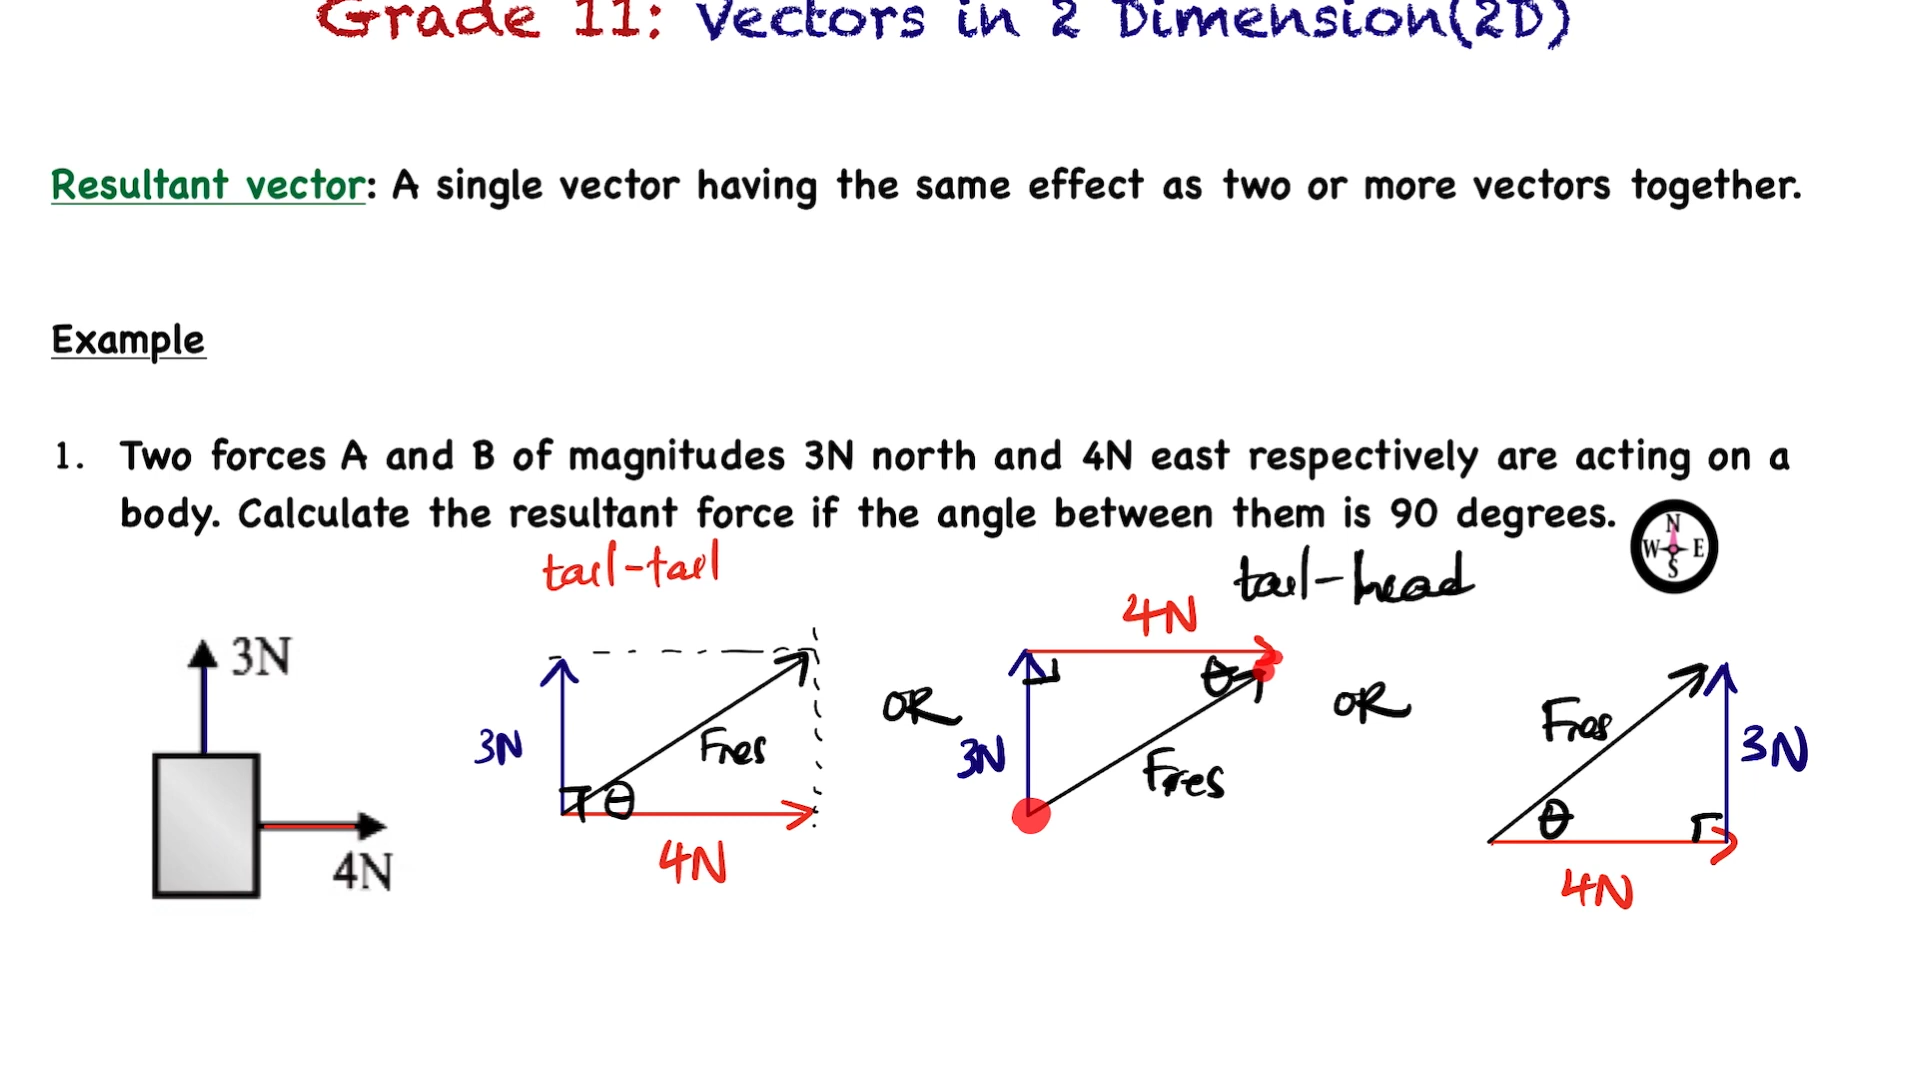 Grade 11: Vectors in 2 Dimension(2D)
Resultant vector: A single vector having the same effect as two or more vectors together.
Example
1. Two forces A and B of magnitudes 3N north and 4N east respectively are acting on a
body. Calculate the resultant force if the angle between them is 90 degrees.
N
W E
S
tail-tail
tail-head
3N
4N
3N
Fres
θ
4N
OR
4N
θ
3N
Fres
OR
Fres
3N
θ
4N